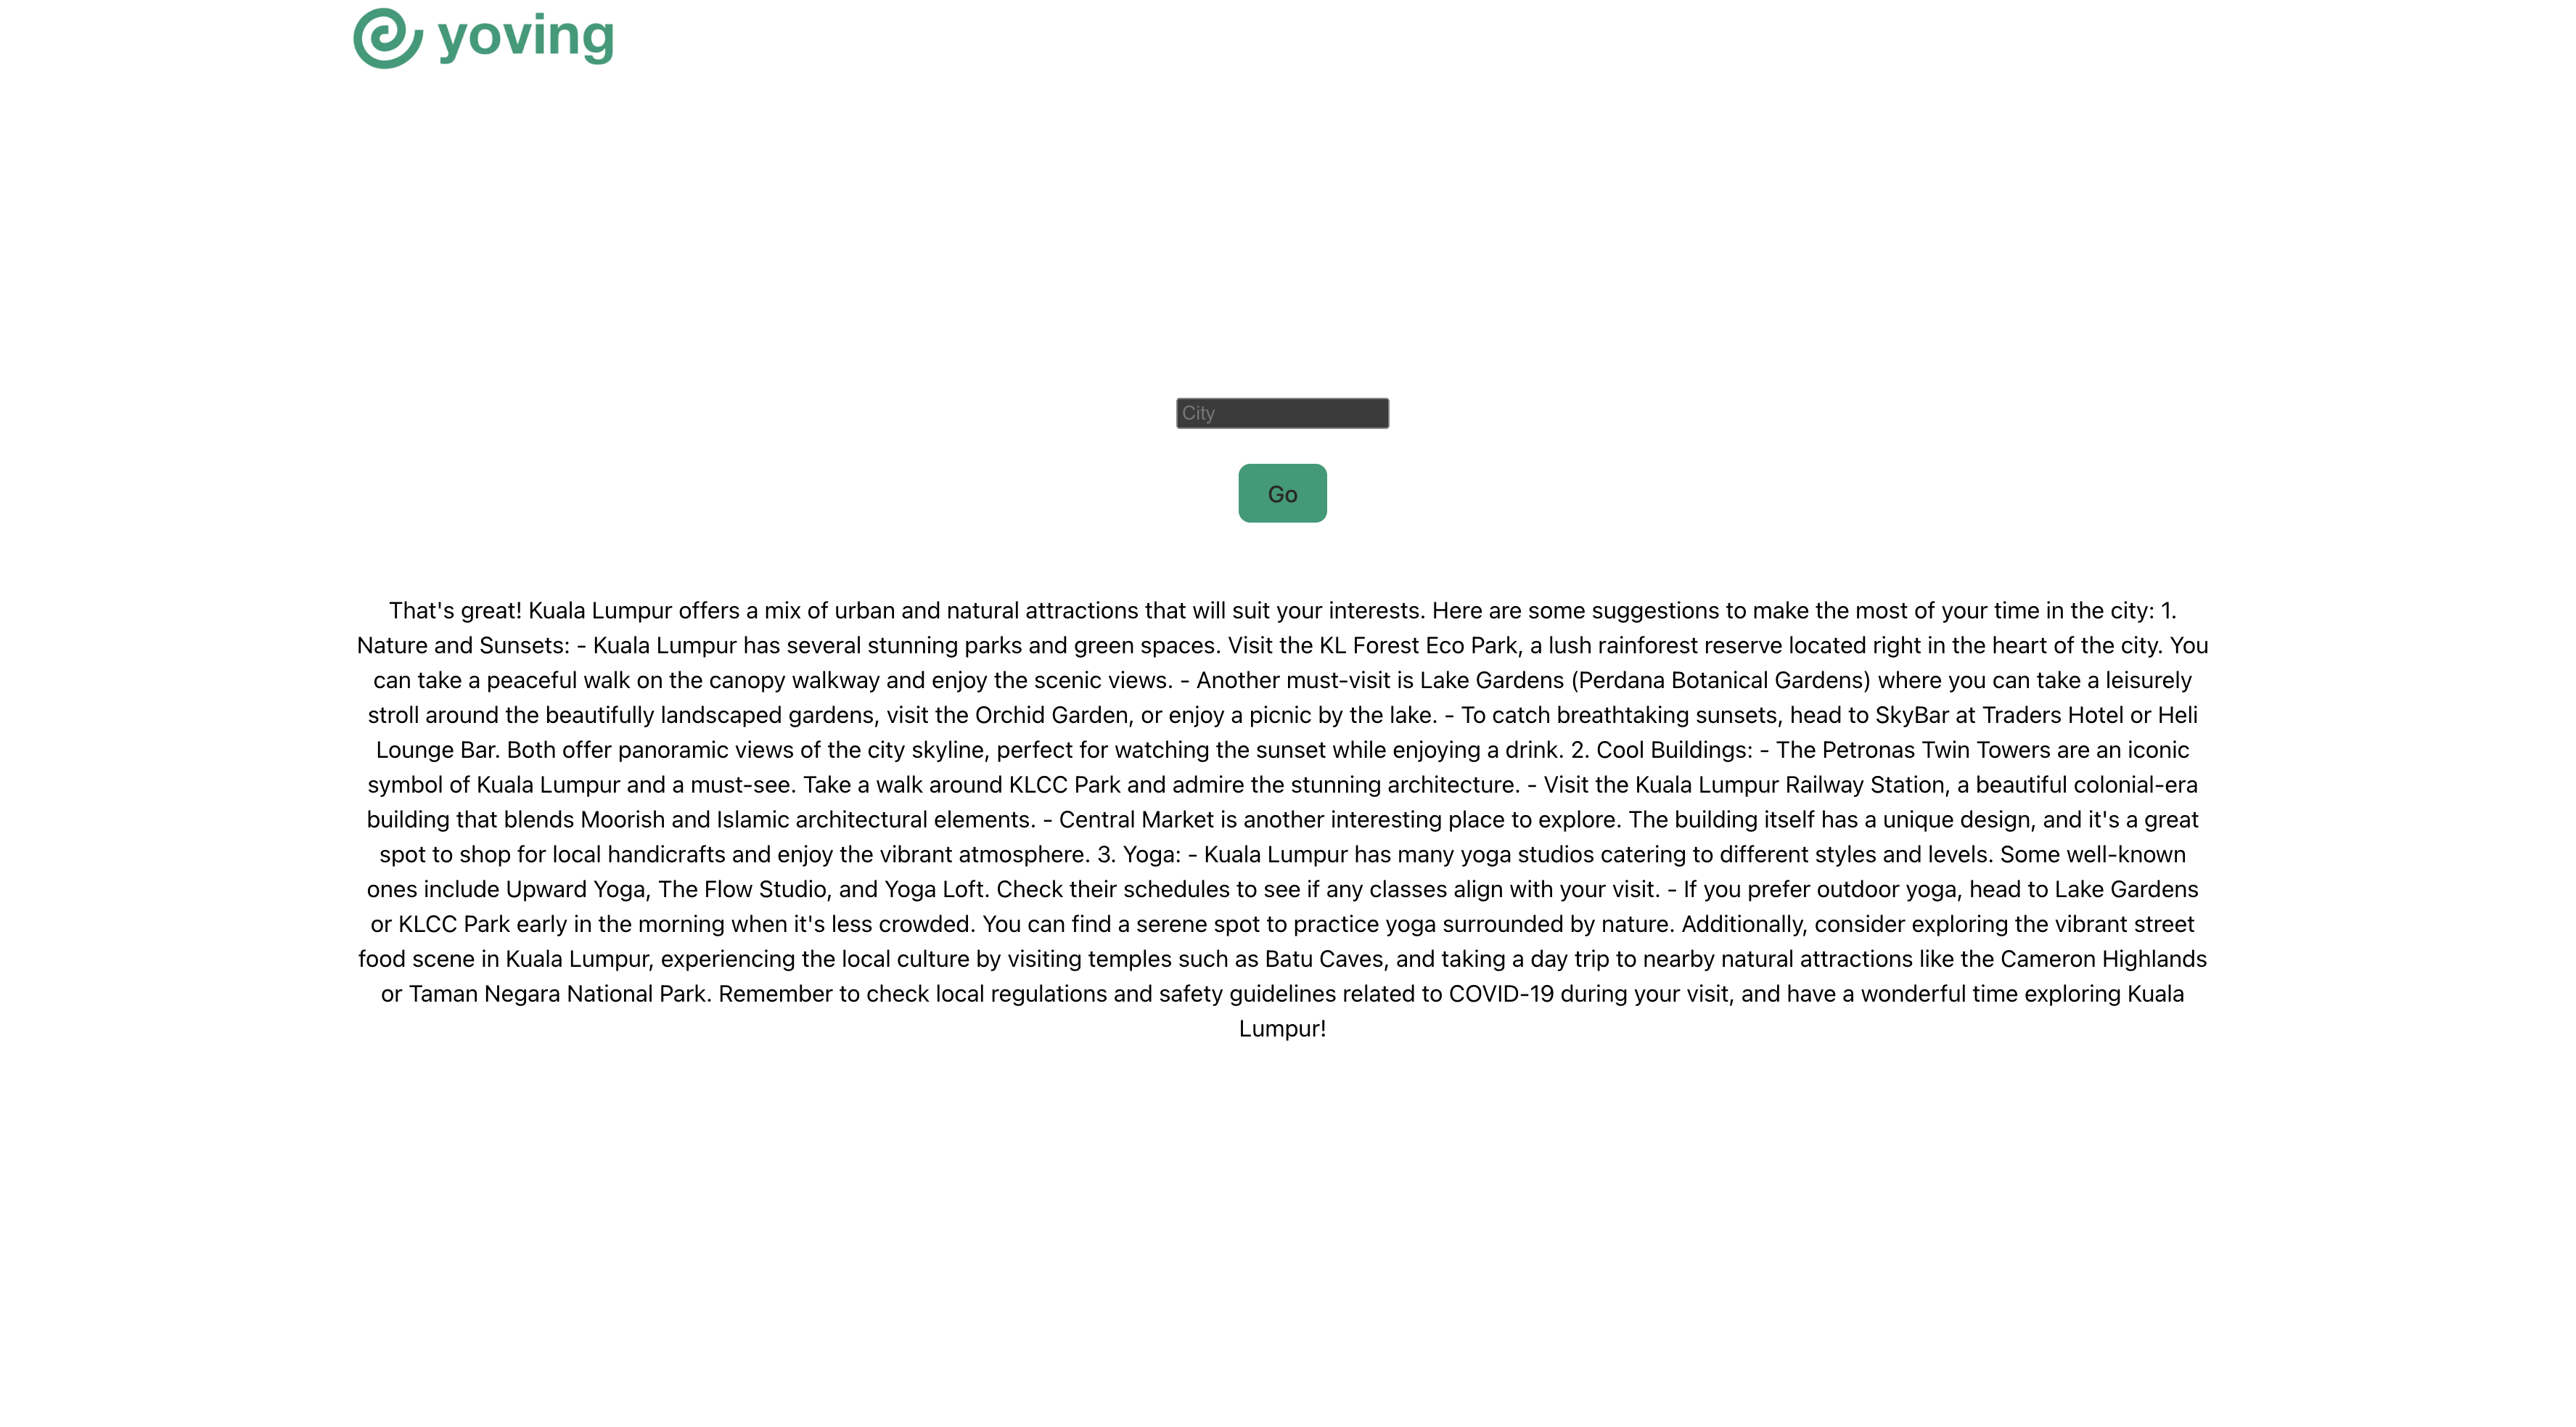 yoving
City
Go
That's great! Kuala Lumpur offers a mix of urban and natural attractions that will suit your interests. Here are some suggestions to make the most of your time in the city: 1.
Nature and Sunsets: - Kuala Lumpur has several stunning parks and green spaces. Visit the KL Forest Eco Park, a lush rainforest reserve located right in the heart of the city. You
can take a peaceful walk on the canopy walkway and enjoy the scenic views. - Another must-visit is Lake Gardens (Perdana Botanical Gardens) where you can take a leisurely
stroll around the beautifully landscaped gardens, visit the Orchid Garden, or enjoy a picnic by the lake. - To catch breathtaking sunsets, head to SkyBar at Traders Hotel or Heli
Lounge Bar. Both offer panoramic views of the city skyline, perfect for watching the sunset while enjoying a drink. 2. Cool Buildings: - The Petronas Twin Towers are an iconic
symbol of Kuala Lumpur and a must-see. Take a walk around KLCC Park and admire the stunning architecture. - Visit the Kuala Lumpur Railway Station, a beautiful colonial-era
building that blends Moorish and Islamic architectural elements. - Central Market is another interesting place to explore. The building itself has a unique design, and it's a great
spot to shop for local handicrafts and enjoy the vibrant atmosphere. 3. Yoga: - Kuala Lumpur has many yoga studios catering to different styles and levels. Some well-known
ones include Upward Yoga, The Flow Studio, and Yoga Loft. Check their schedules to see if any classes align with your visit. - If you prefer outdoor yoga, head to Lake Gardens
or KLCC Park early in the morning when it's less crowded. You can find a serene spot to practice yoga surrounded by nature. Additionally, consider exploring the vibrant street
food scene in Kuala Lumpur, experiencing the local culture by visiting temples such as Batu Caves, and taking a day trip to nearby natural attractions like the Cameron Highlands
or Taman Negara National Park. Remember to check local regulations and safety guidelines related to COVID-19 during your visit, and have a wonderful time exploring Kuala
Lumpur!